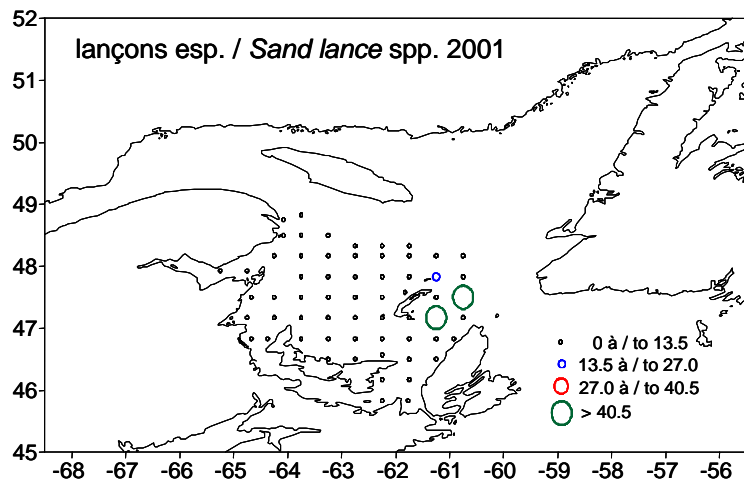 lançons esp. / Sand lance spp. 2001
52
51
50
49
48
47
46
45
0 à / to 13.5
13.5 à / to 27.0
27.0 à / to 40.5
> 40.5
-68 -67 -66 -65 -64 -63 -62 -61 -60 -59 -58 -57 -56